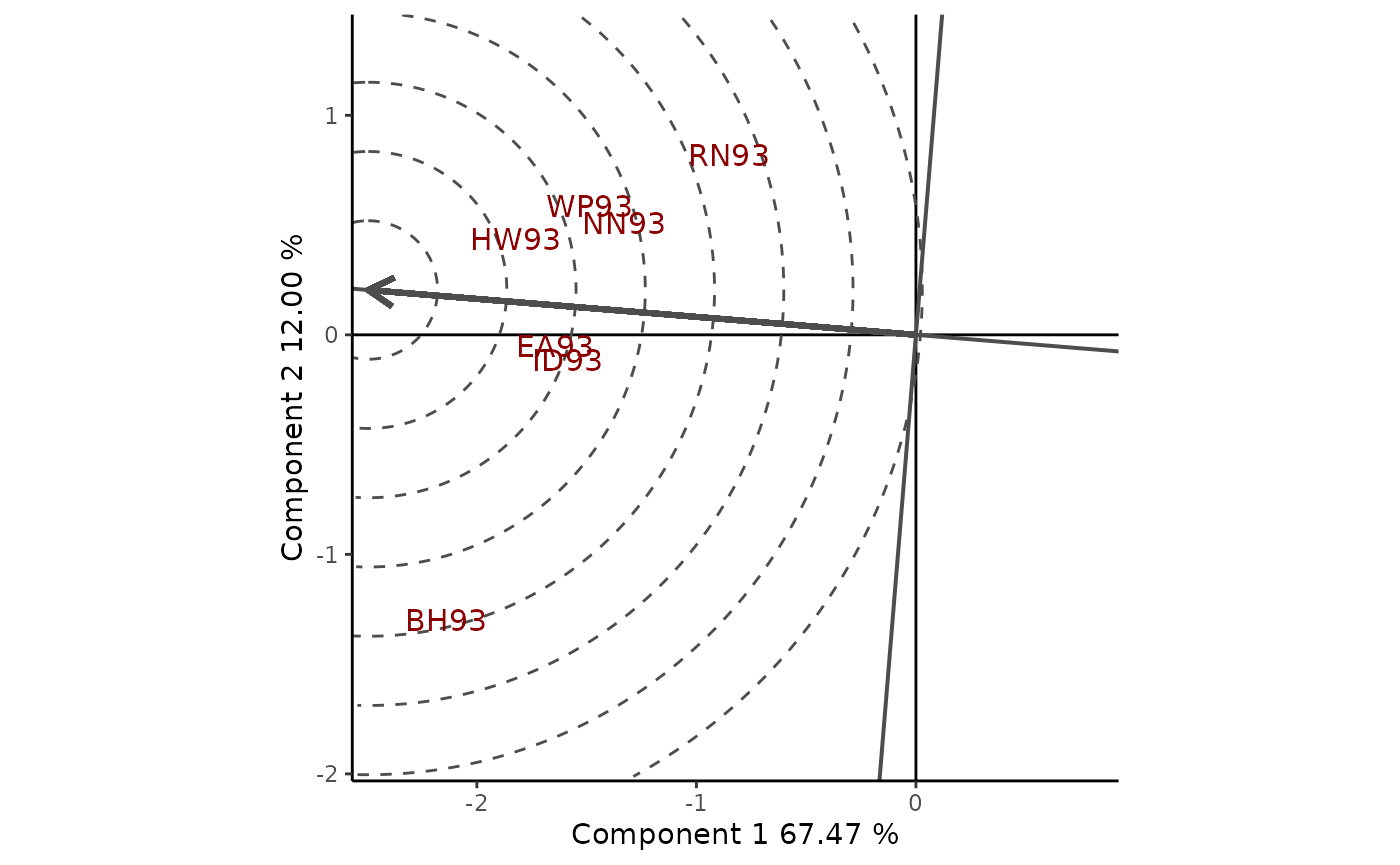 1
RN93
WP93
NN93
HW93
0
EA93
ID93
-1
BH93
-2
-2
-1
0
Component 1 67.47 %
Component 2 12.00 %